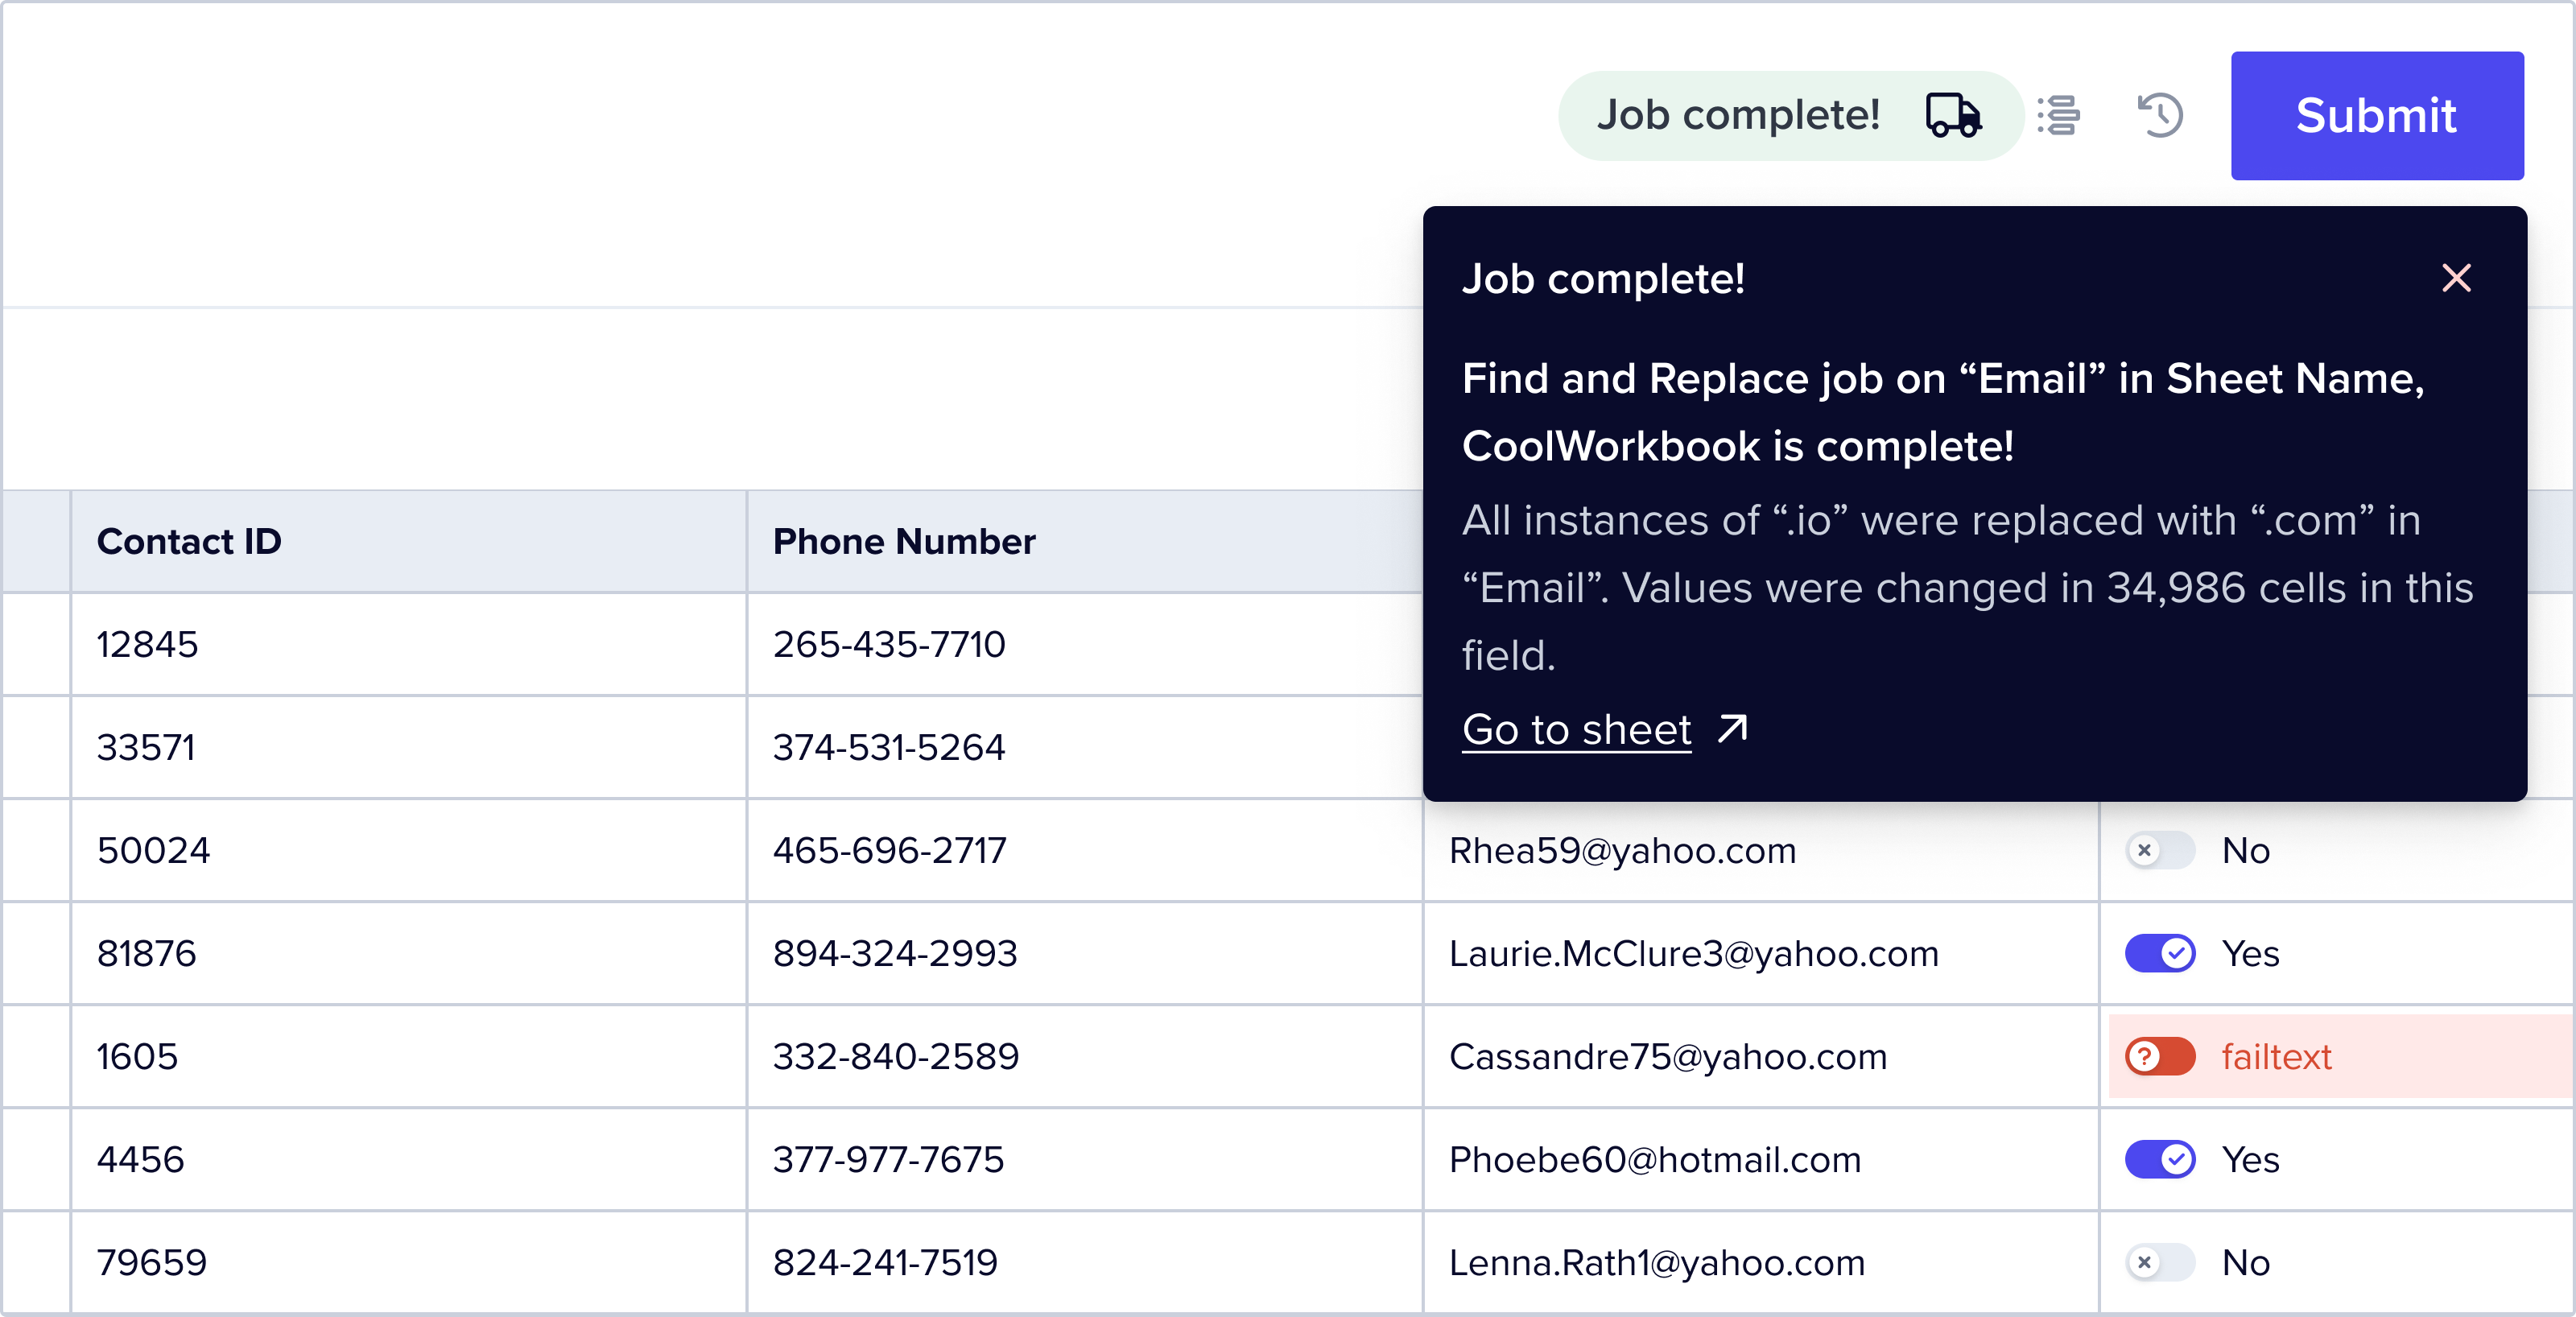 Job complete!
Submit
Job complete!
Find and Replace job on “Email” in Sheet Name,
CoolWorkbook is complete!
All instances of “.io” were replaced with “.com” in
“Email”. Values were changed in 34,986 cells in this
field.
Go to sheet
Contact ID Phone Number
12845 265-435-7710
33571 374-531-5264
50024 465-696-2717 Rhea59@yahoo.com No
81876 894-324-2993 Laurie.McClure3@yahoo.com Yes
1605 332-840-2589 Cassandre75@yahoo.com ? failtext
4456 377-977-7675 Phoebe60@hotmail.com Yes
79659 824-241-7519 Lenna.Rath1@yahoo.com No